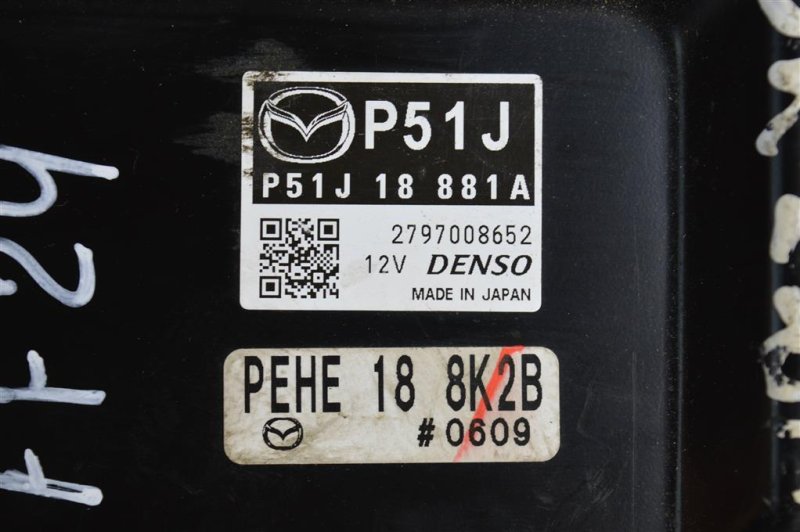 P51J
P51J 18 881A
2797008652
12V DENSO
MADE IN JAPAN
PEHE 18 8K2B
#0609